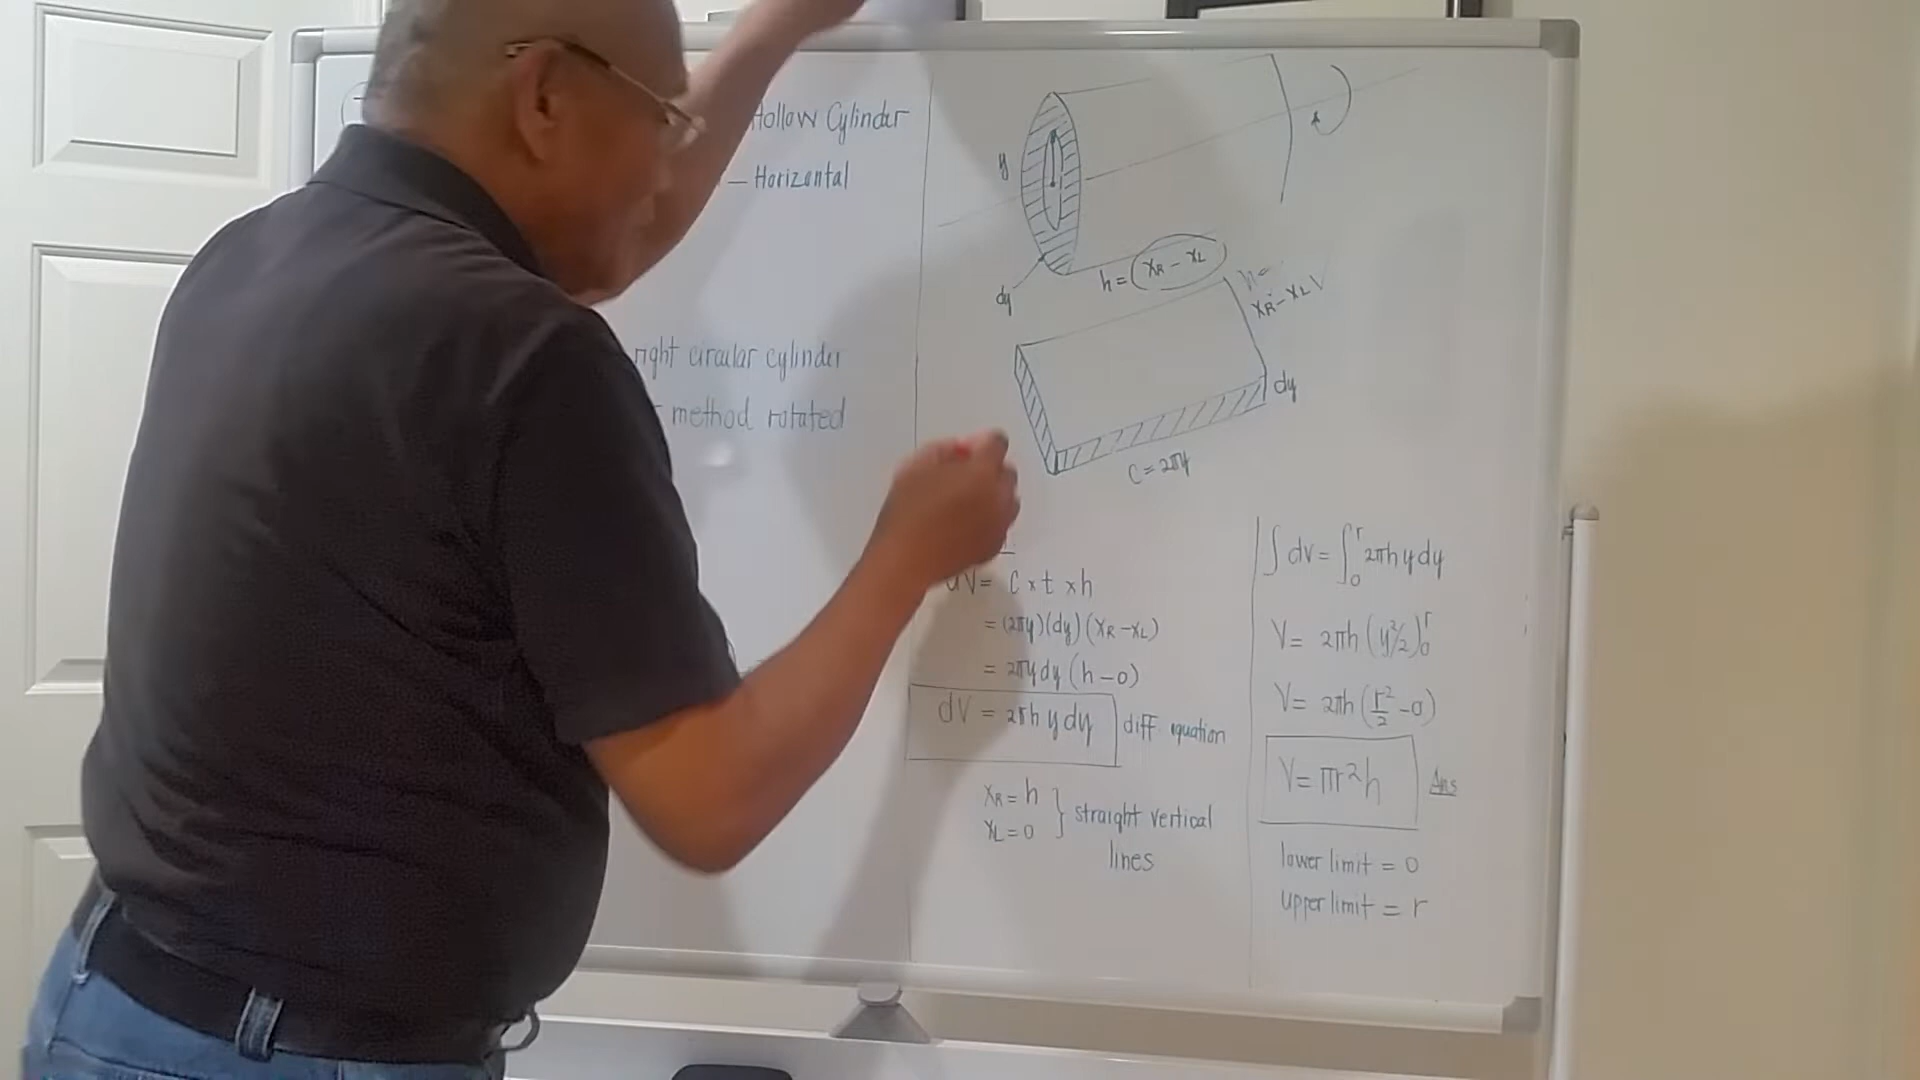 Hollow Cylinder
— Horizontal
right circular cylinder
method rotated
y
dy
h = (XR - XL)
h=
XR - XL
dy
C = 2πy
dV = C x t x h
= (2πy)(dy)(XR - XL)
= 2πy dy (h - 0)
dV = 2πh y dy diff equation
XR = h
XL = 0
} straight vertical
lines
∫ dv = ∫₀ʳ 2πh y dy
V = 2πh (y²/2)₀ʳ
V = 2πh (r²/2 - 0)
V = πr²h Ans
lower limit = 0
upper limit = r